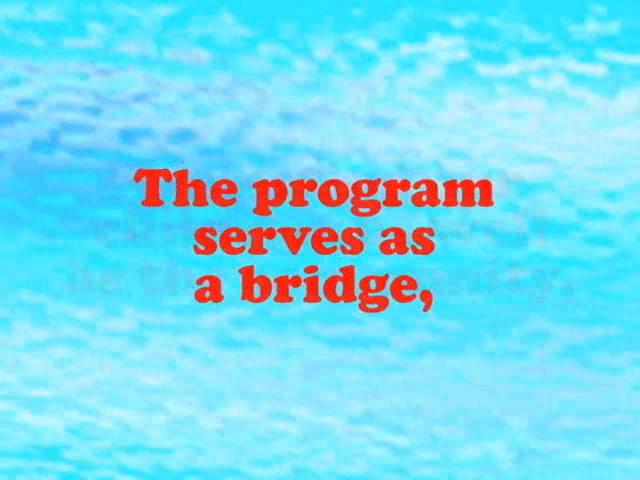 The program
serves as
a bridge,